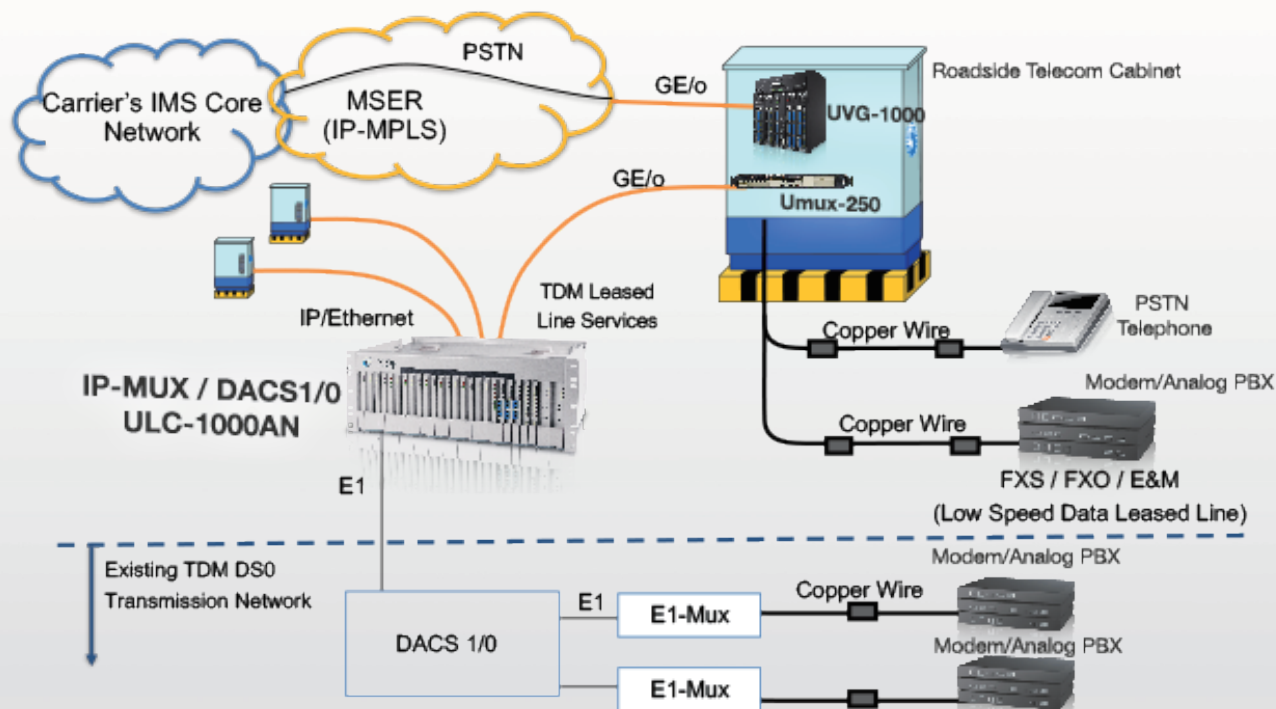 PSTN
Carrier's IMS Core
Network
MSER
(IP-MPLS)
GE/o
Roadside Telecom Cabinet
UVG-1000
GE/o
Umux-250
IP/Ethernet
TDM Leased
Line Services
PSTN
Telephone
Copper Wire
IP-MUX / DACS1/0
ULC-1000AN
Modem/Analog PBX
Copper Wire
FXS / FXO / E&M
(Low Speed Data Leased Line)
E1
Existing TDM DS0
Transmission Network
Modem/Analog PBX
Copper Wire
E1
E1-Mux
DACS 1/0
Modem/Analog PBX
E1-Mux